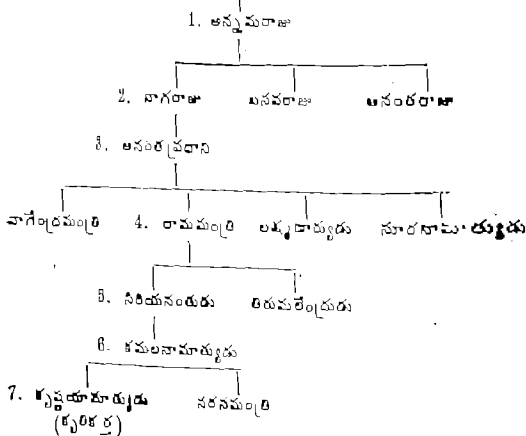 1. అన్నమరాజు
2. నాగరాజు బసవరాజు అనంతరాజు
3. అనంతప్రధాని
నాగేంద్రమంత్రి 4. రామమంత్రి లక్ష్మణార్యుడు సూరనామాత్యుడు
5. సిరియనంతుడు తిరుమలేంద్రుడు
6. కమలనామాత్యుడు
7. కృష్ణయామాత్యుడు నరసమంత్రి
(కృతికర్త)